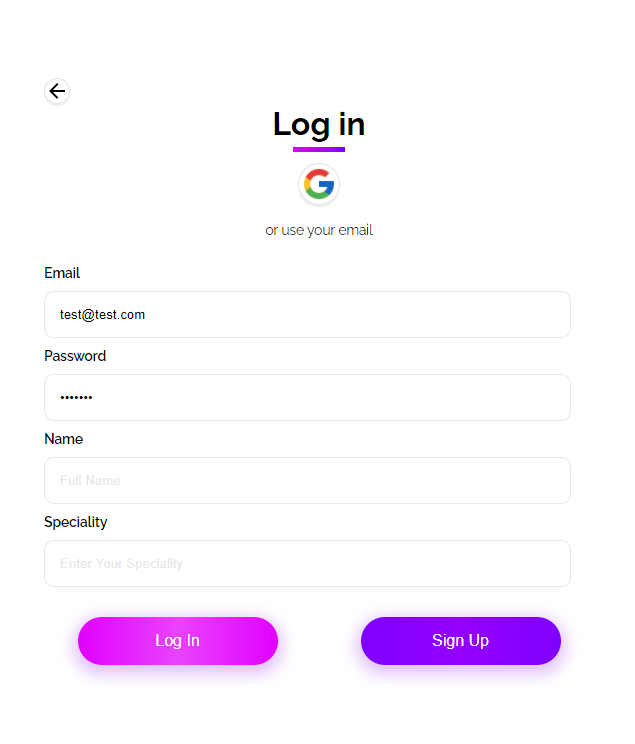 Log in
or use your email
Email
test@test.com
Password
•••••••
Name
Full Name
Speciality
Enter Your Speciality
Log In
Sign Up